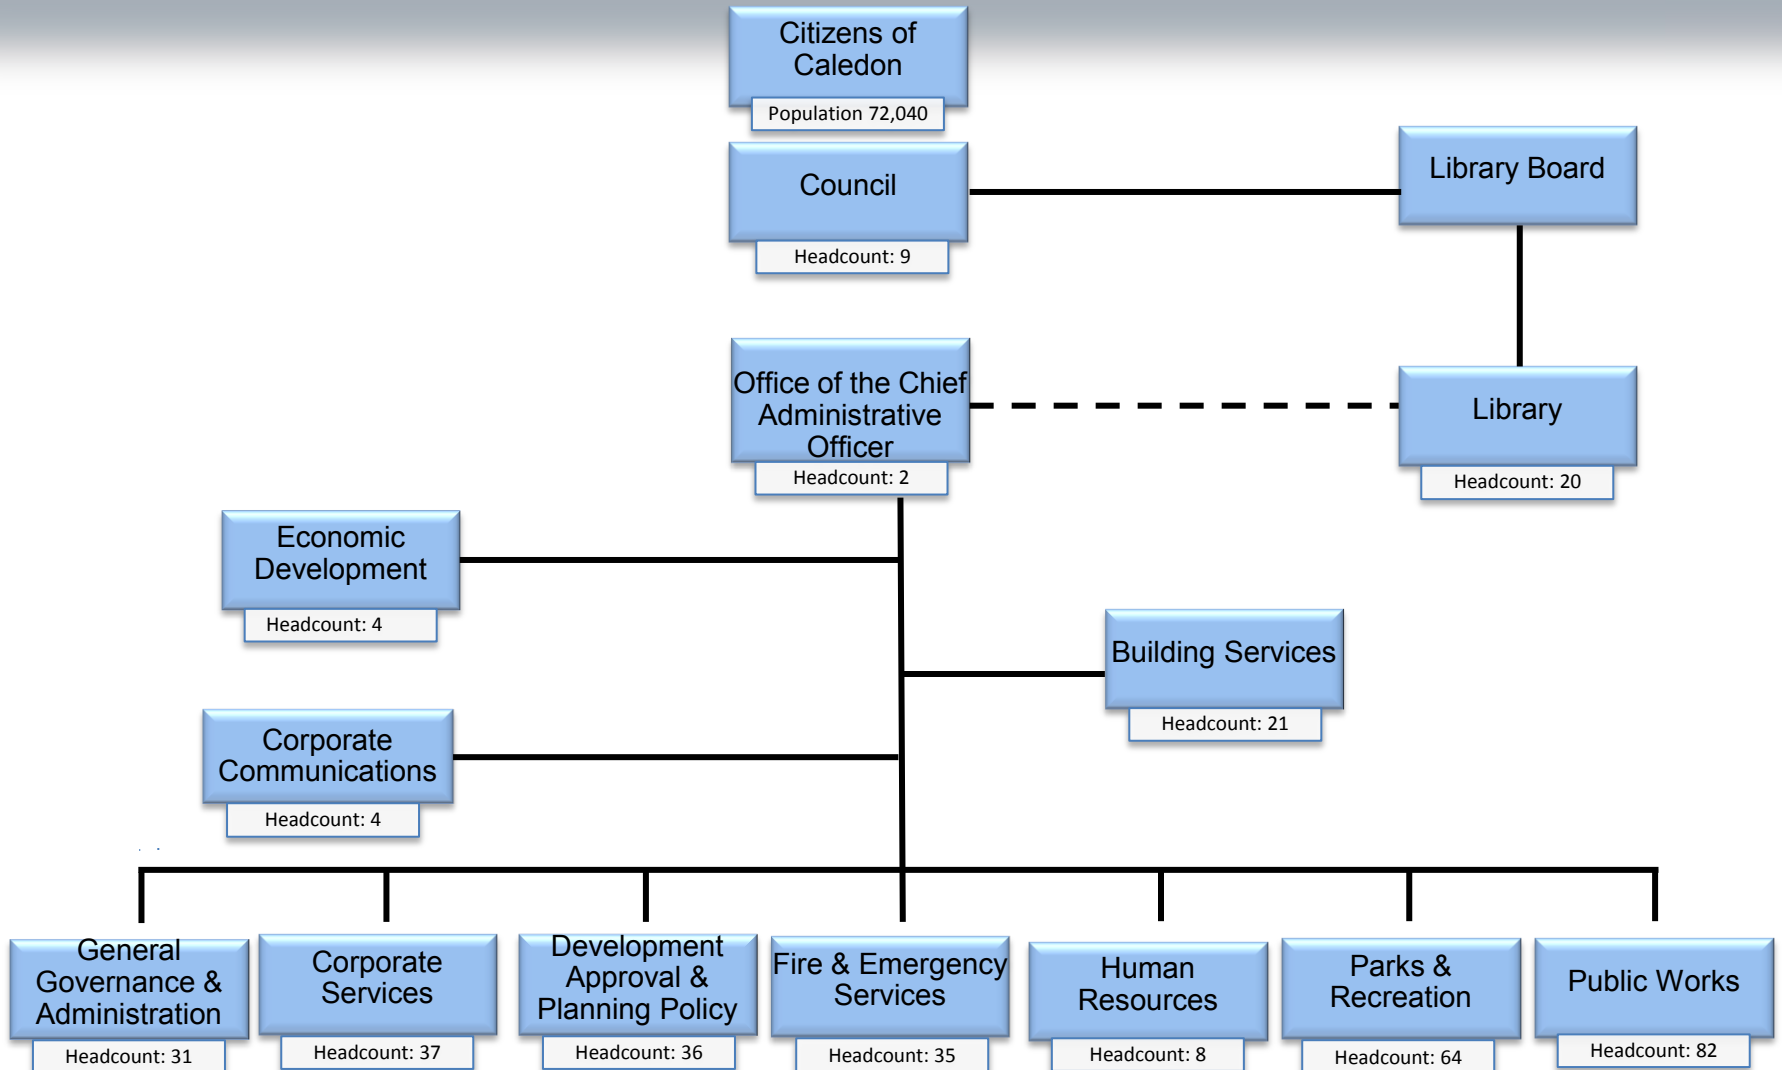 Citizens of
Caledon
Population 72,040
Council
Headcount: 9
Library Board
Office of the Chief
Administrative
Officer
Headcount: 2
Library
Headcount: 20
Economic
Development
Headcount: 4
Building Services
Headcount: 21
Corporate
Communications
Headcount: 4
General
Governance &
Administration
Headcount: 31
Corporate
Services
Headcount: 37
Development
Approval &
Planning Policy
Headcount: 36
Fire & Emergency
Services
Headcount: 35
Human
Resources
Headcount: 8
Parks &
Recreation
Headcount: 64
Public Works
Headcount: 82